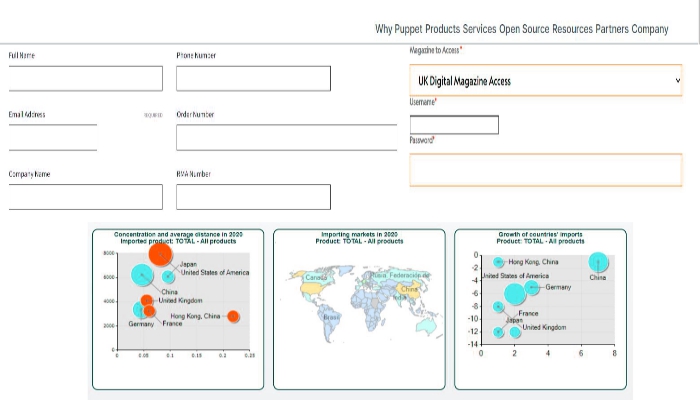 Why Puppet Products Services Open Source Resources Partners Company
Full Name
Phone Number
Magazine to Access*
UK Digital Magazine Access
Username*
Email Address
REQUIRED
Order Number
Password*
Company Name
RMA Number
Concentration and average distance in 2020
Imported product: TOTAL - All products
8000
6000
4000
2000
0
0
0.05
0.1
0.15
0.2
0.25
Japan
United States of America
China
United Kingdom
Hong Kong, China
Germany
France
Importing markets in 2020
Product: TOTAL - All products
Canada
Russia Federation
China
India
Brazil
Growth of countries' imports
Product: TOTAL - All products
0
-2
-4
-6
-8
-10
-12
-14
0
2
4
6
8
Hong Kong, China
China
United States of America
Germany
France
Japan
United Kingdom